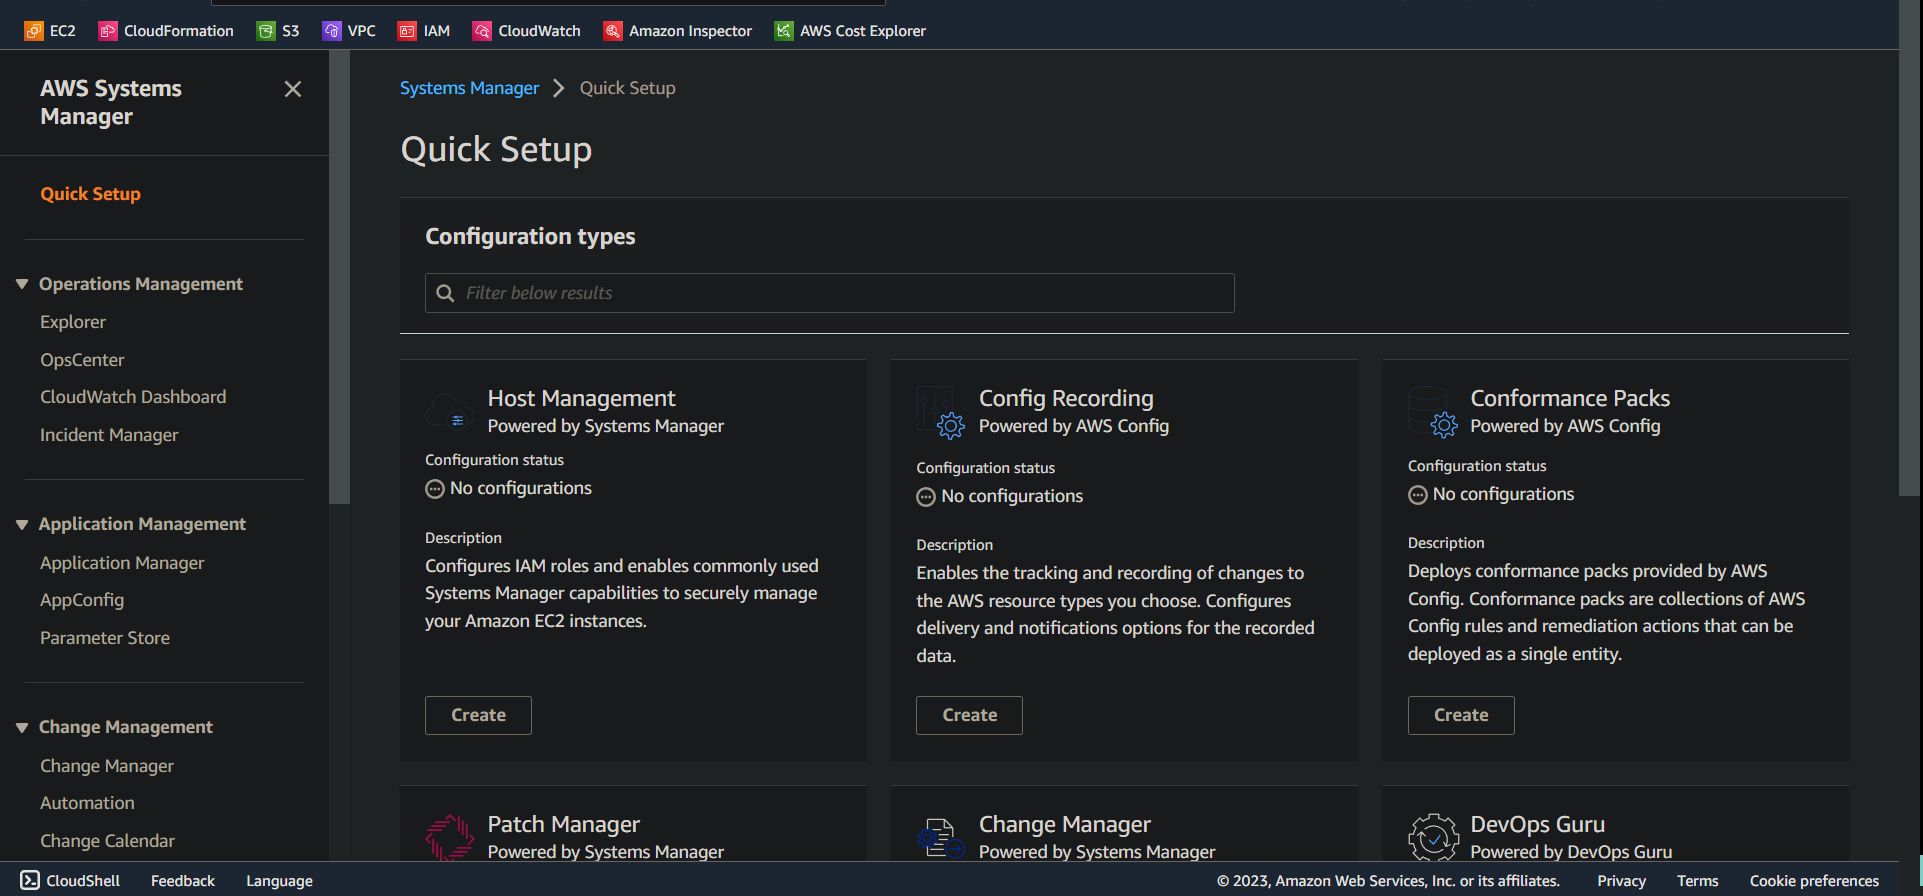 EC2 CloudFormation S3 VPC IAM CloudWatch Amazon Inspector AWS Cost Explorer
AWS Systems
Manager
Quick Setup
Operations Management
Explorer
OpsCenter
CloudWatch Dashboard
Incident Manager
Application Management
Application Manager
AppConfig
Parameter Store
Change Management
Change Manager
Automation
Change Calendar
Systems Manager Quick Setup
Quick Setup
Configuration types
Filter below results
Host Management
Powered by Systems Manager
Configuration status
No configurations
Description
Configures IAM roles and enables commonly used
Systems Manager capabilities to securely manage
your Amazon EC2 instances.
Create
Config Recording
Powered by AWS Config
Configuration status
No configurations
Description
Enables the tracking and recording of changes to
the AWS resource types you choose. Configures
delivery and notifications options for the recorded
data.
Create
Conformance Packs
Powered by AWS Config
Configuration status
No configurations
Description
Deploys conformance packs provided by AWS
Config. Conformance packs are collections of AWS
Config rules and remediation actions that can be
deployed as a single entity.
Create
Patch Manager
Powered by Systems Manager
Change Manager
Powered by Systems Manager
DevOps Guru
Powered by DevOps Guru
CloudShell Feedback Language © 2023, Amazon Web Services, Inc. or its affiliates. Privacy Terms Cookie preferences